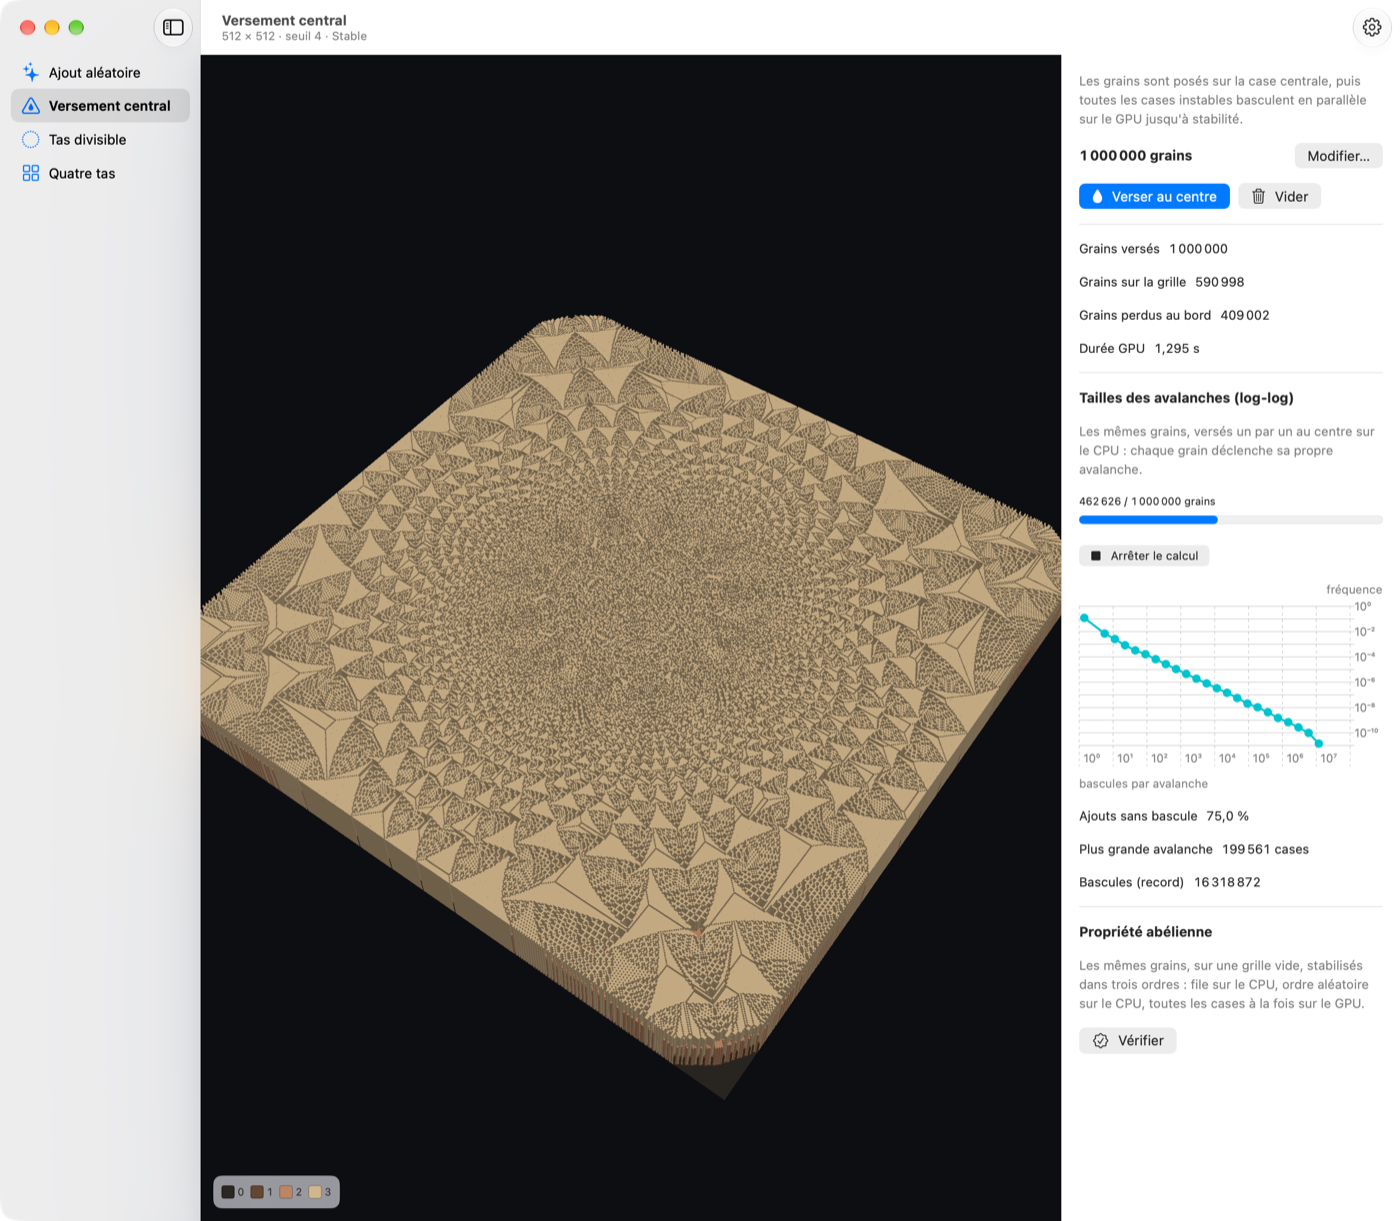 Versement central
512 × 512 · seuil 4 · Stable
Ajout aléatoire
Versement central
Tas divisible
Quatre tas
0 1 2 3
Les grains sont posés sur la case centrale, puis
toutes les cases instables basculent en parallèle
sur le GPU jusqu'à stabilité.
1 000 000 grains
Modifier...
Verser au centre
Vider
Grains versés 1 000 000
Grains sur la grille 590 998
Grains perdus au bord 409 002
Durée GPU 1,295 s
Tailles des avalanches (log-log)
Les mêmes grains, versés un par un au centre sur
le CPU : chaque grain déclenche sa propre
avalanche.
462 626 / 1 000 000 grains
Arrêter le calcul
fréquence
10⁰
10⁻²
10⁻⁴
10⁻⁶
10⁻⁸
10⁻¹⁰
10⁰ 10¹ 10² 10³ 10⁴ 10⁵ 10⁶ 10⁷
bascules par avalanche
Ajouts sans bascule 75,0 %
Plus grande avalanche 199 561 cases
Bascules (record) 16 318 872
Propriété abélienne
Les mêmes grains, sur une grille vide, stabilisés
dans trois ordres : file sur le CPU, ordre aléatoire
sur le CPU, toutes les cases à la fois sur le GPU.
Vérifier